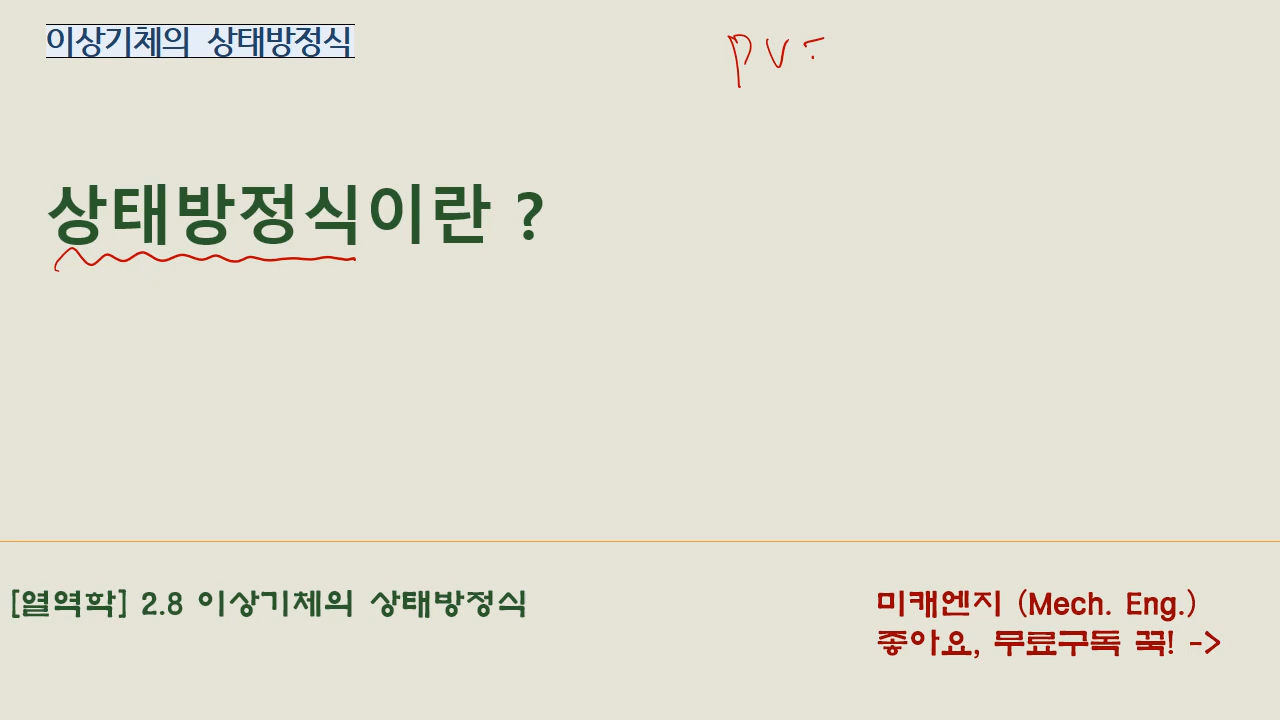 이상기체의 상태방정식
pv=
상태방정식이란 ?
[열역학] 2.8 이상기체의 상태방정식
미캐엔지 (Mech. Eng.)
좋아요, 무료구독 꾹! ->